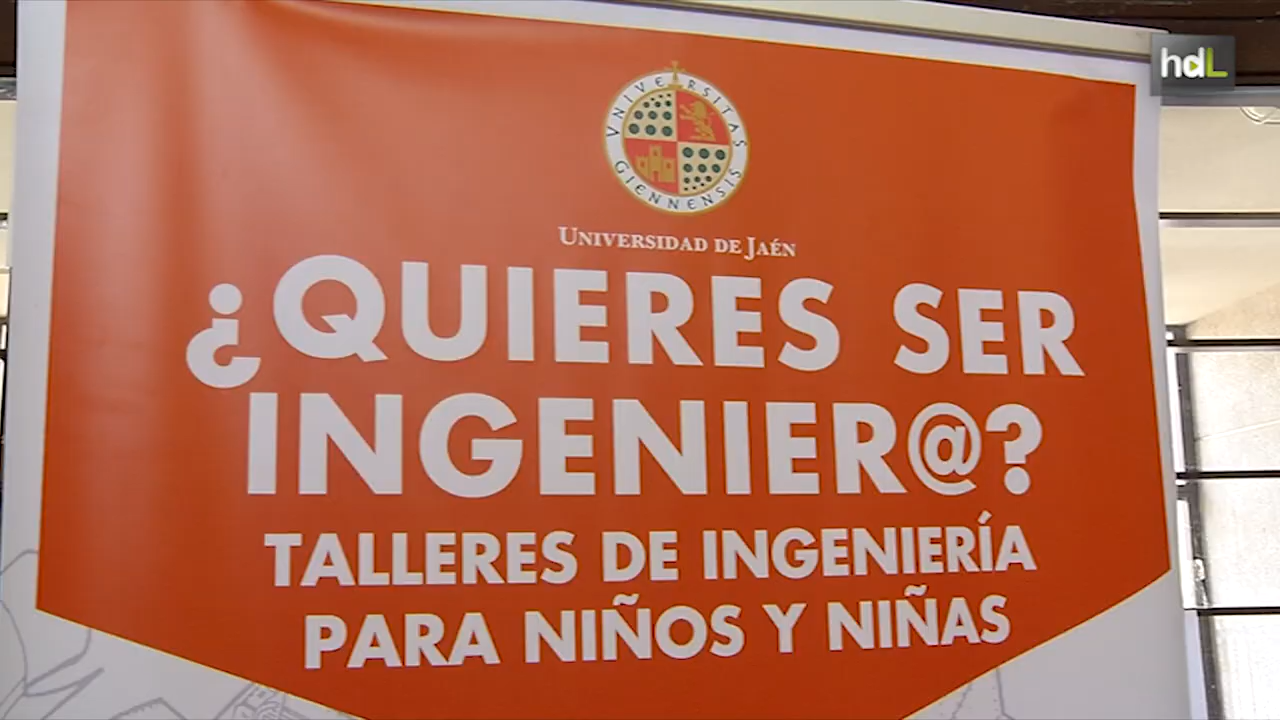 hdL
VNIVERSITAS GIENNENSIS
UNIVERSIDAD DE JAÉN
¿QUIERES SER
INGENIER@?
TALLERES DE INGENIERÍA
PARA NIÑOS Y NIÑAS